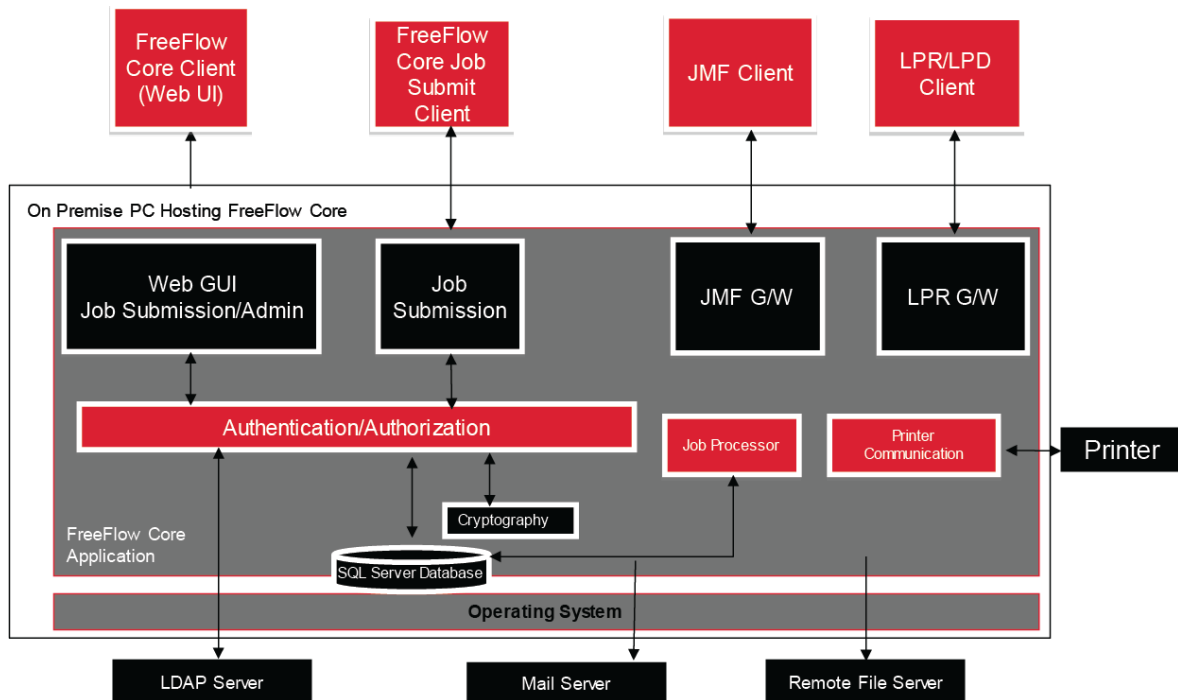 FreeFlow
Core Client
(Web UI)
FreeFlow
Core Job
Submit
Client
JMF Client
LPR/LPD
Client
On Premise PC Hosting FreeFlow Core
Web GUI
Job Submission/Admin
Job
Submission
JMF G/W
LPR G/W
Authentication/Authorization
Job Processor
Printer
Communication
Printer
Cryptography
FreeFlow Core
Application
SQL Server Database
Operating System
LDAP Server
Mail Server
Remote File Server